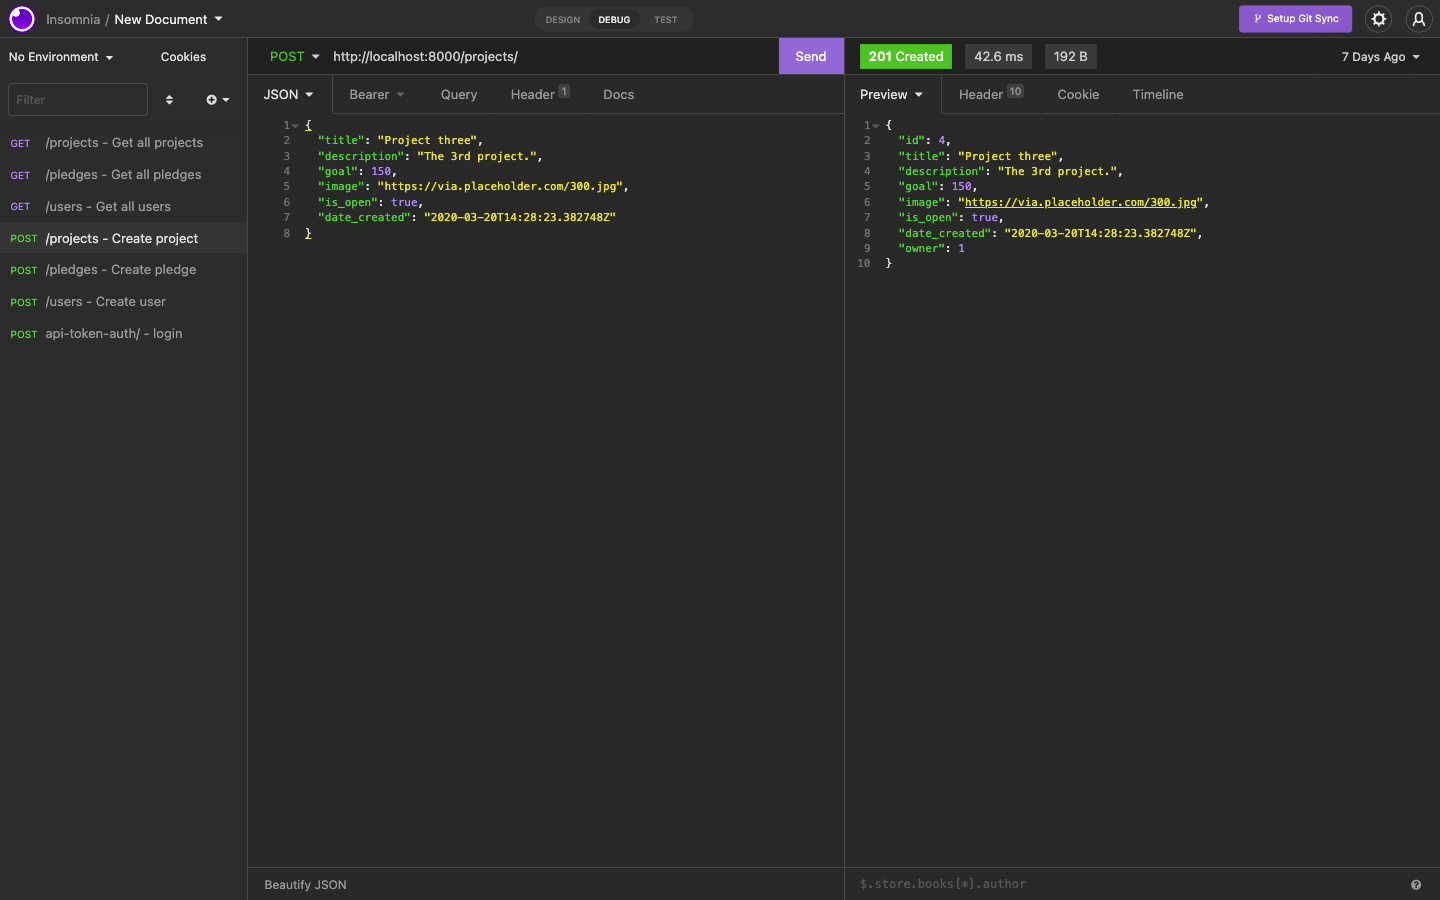 Insomnia / New Document
DESIGN DEBUG TEST
Setup Git Sync
No Environment Cookies
Filter
GET /projects - Get all projects
GET /pledges - Get all pledges
GET /users - Get all users
POST /projects - Create project
POST /pledges - Create pledge
POST /users - Create user
POST api-token-auth/ - login
POST http://localhost:8000/projects/ Send
JSON Bearer Query Header 1 Docs
1 {
2 "title": "Project three",
3 "description": "The 3rd project.",
4 "goal": 150,
5 "image": "https://via.placeholder.com/300.jpg",
6 "is_open": true,
7 "date_created": "2020-03-20T14:28:23.382748Z"
8 }
Beautify JSON
201 Created 42.6 ms 192 B 7 Days Ago
Preview Header 10 Cookie Timeline
1 {
2 "id": 4,
3 "title": "Project three",
4 "description": "The 3rd project.",
5 "goal": 150,
6 "image": "https://via.placeholder.com/300.jpg",
7 "is_open": true,
8 "date_created": "2020-03-20T14:28:23.382748Z",
9 "owner": 1
10 }
$.store.books[*].author